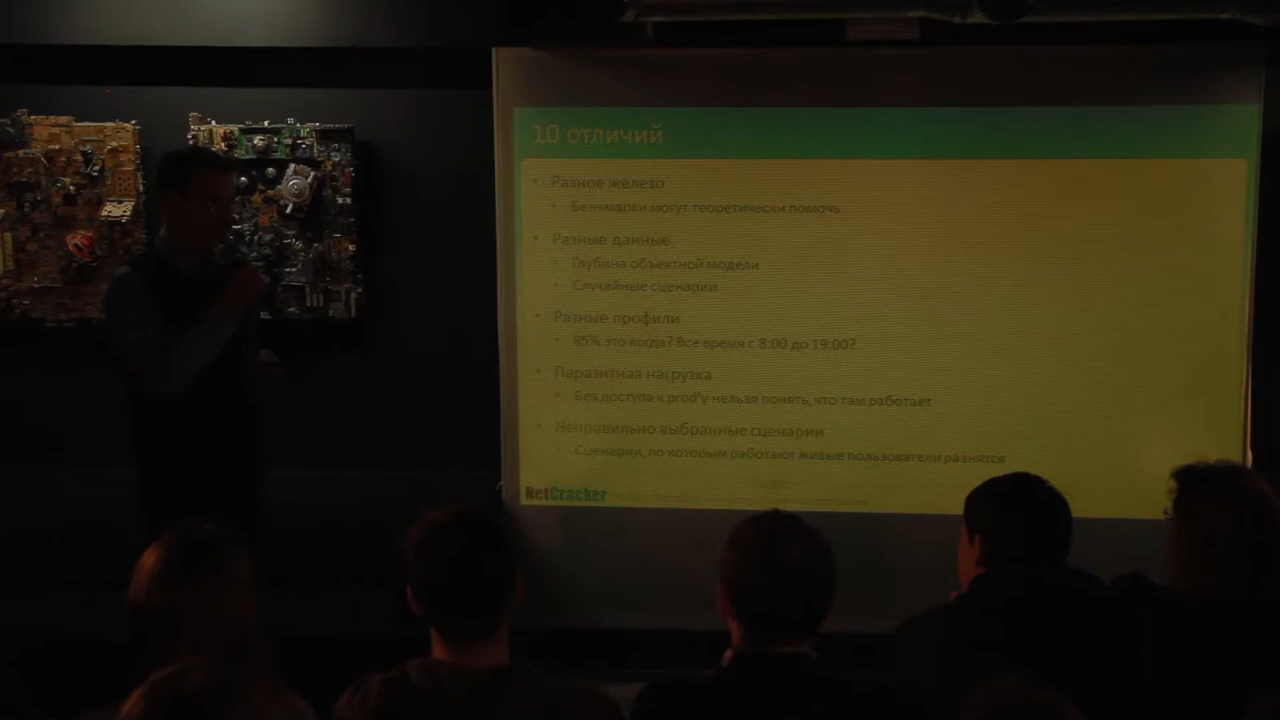 10 отличий
Разное железо
Бенчмарки могут теоретически помочь
Разные данные
Глубина объектной модели
Случайные сценарии
Разные профили
85% это когда? Все время с 8:00 до 19:00?
Паразитная нагрузка
Без доступа к prod'у нельзя понять, что там работает
Неправильно выбранные сценарии
Сценарии, по которым работают живые пользователи разнятся
NetCracker